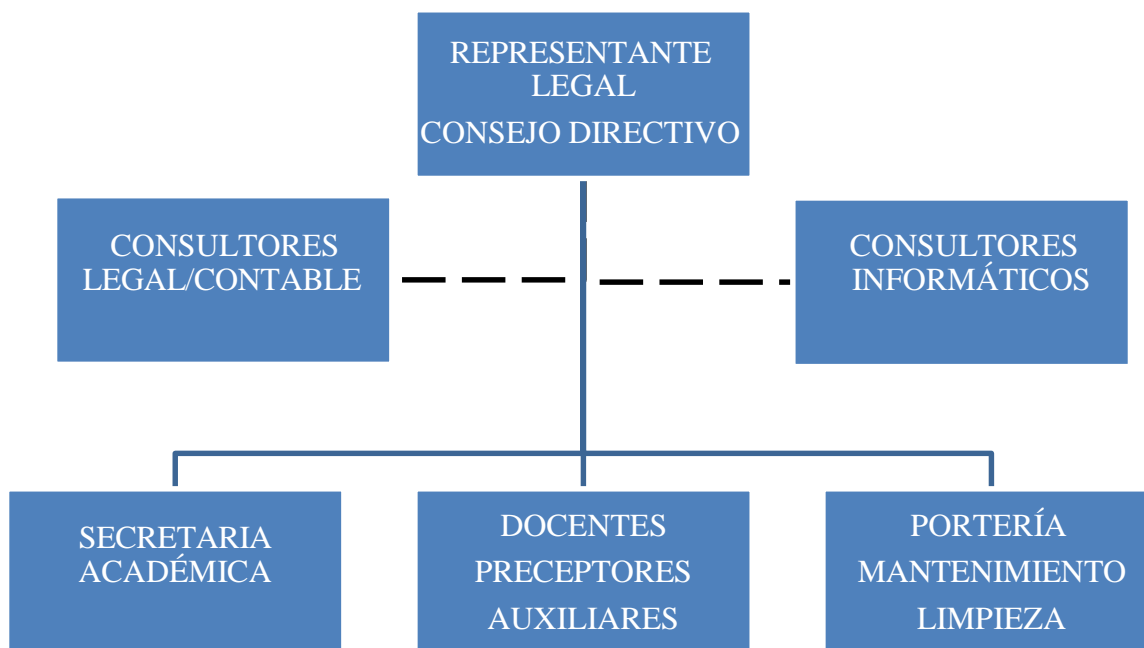 REPRESENTANTE
LEGAL
CONSEJO DIRECTIVO
CONSULTORES
LEGAL/CONTABLE
CONSULTORES
INFORMÁTICOS
SECRETARIA
ACADÉMICA
DOCENTES
PRECEPTORES
AUXILIARES
PORTERÍA
MANTENIMIENTO
LIMPIEZA